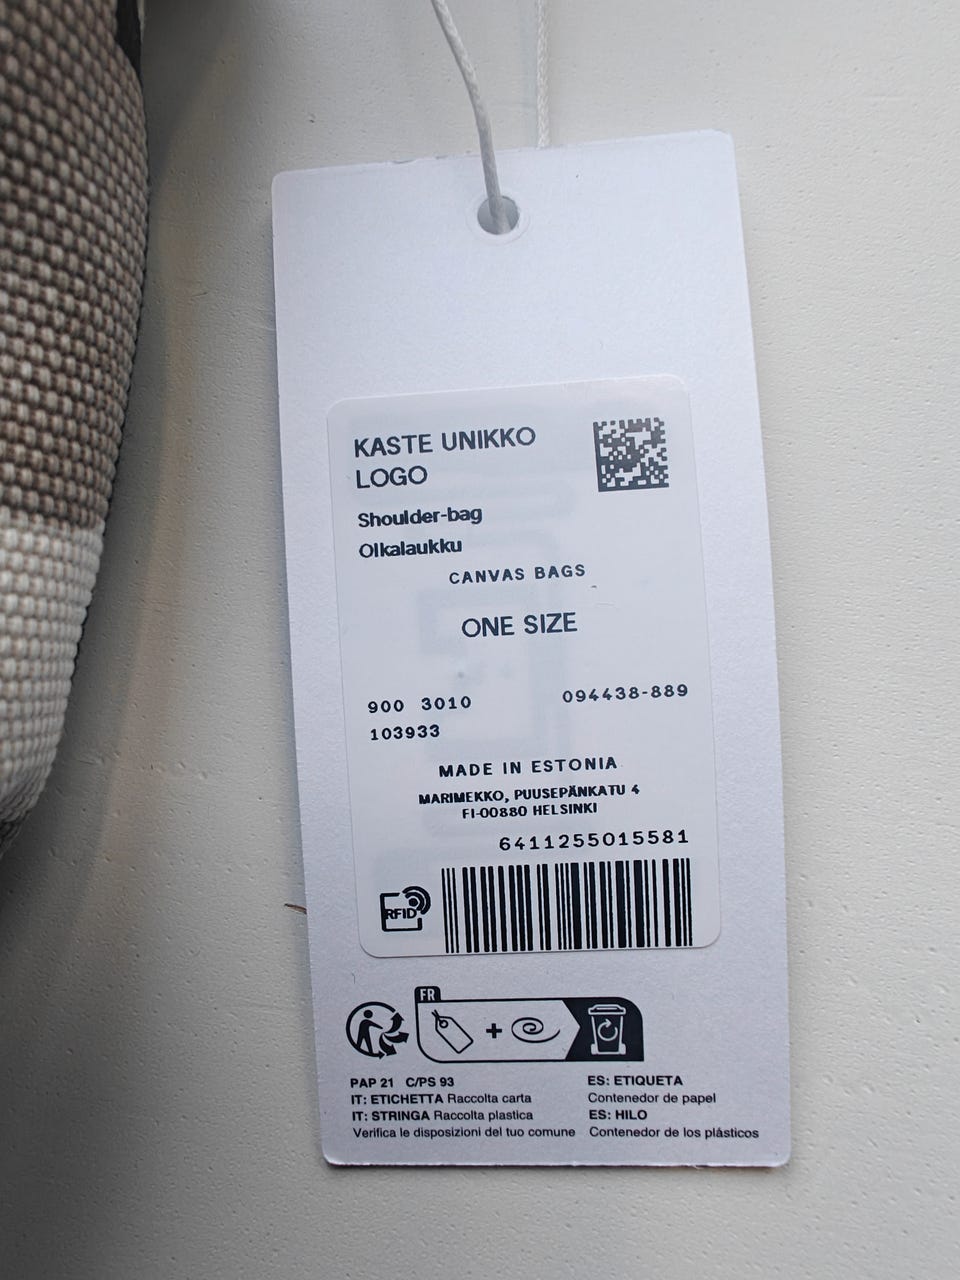 KASTE UNIKKO
LOGO
Shoulder-bag
Olkalaukku
CANVAS BAGS
ONE SIZE
900 3010 094438-889
103933
MADE IN ESTONIA
MARIMEKKO, PUUSEPÄNKATU 4
FI-00880 HELSINKI
6411255015581
RFID
FR
PAP 21 C/PS 93
IT: ETICHETTA Raccolta carta
IT: STRINGA Raccolta plastica
Verifica le disposizioni del tuo comune
ES: ETIQUETA
Contenedor de papel
ES: HILO
Contenedor de los plásticos